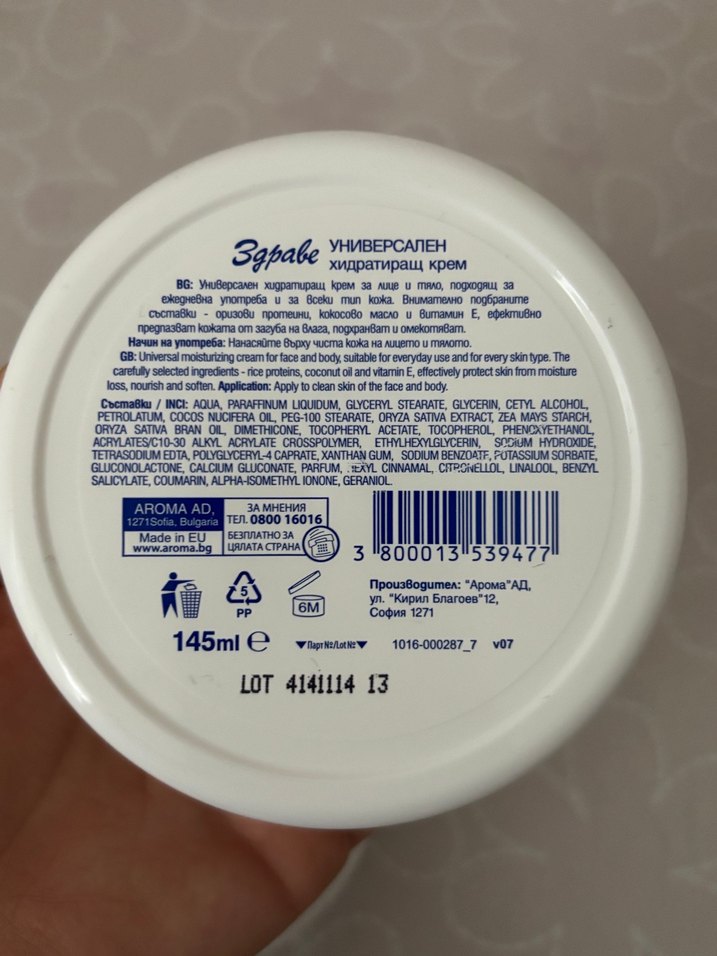 Здраве УНИВЕРСАЛЕН
хидратиращ крем
BG: Универсален хидратиращ крем за лице и тяло, подходящ за
ежедневна употреба и за всеки тип кожа. Внимателно подбраните
съставки - оризови протеини, кокосово масло и витамин Е, ефективно
предпазват кожата от загуба на влага, подхранват и омекотяват.
Начин на употреба: Нанасяйте върху чиста кожа на лицето и тялото.
GB: Universal moisturizing cream for face and body, suitable for everyday use and for every skin type. The
carefully selected ingredients - rice proteins, coconut oil and vitamin E, effectively protect skin from moisture
loss, nourish and soften. Application: Apply to clean skin of the face and body.
Съставки / INCI: AQUA, PARAFFINUM LIQUIDUM, GLYCERYL STEARATE, GLYCERIN, CETYL ALCOHOL,
PETROLATUM, COCOS NUCIFERA OIL, PEG-100 STEARATE, ORYZA SATIVA EXTRACT, ZEA MAYS STARCH,
ORYZA SATIVA BRAN OIL, DIMETHICONE, TOCOPHERYL ACETATE, TOCOPHEROL, PHENOXYETHANOL,
ACRYLATES/C10-30 ALKYL ACRYLATE CROSSPOLYMER, ETHYLHEXYLGLYCERIN, SODIUM HYDROXIDE,
TETRASODIUM EDTA, POLYGLYCERYL-4 CAPRATE, XANTHAN GUM, SODIUM BENZOATE, POTASSIUM SORBATE,
GLUCONOLACTONE, CALCIUM GLUCONATE, PARFUM, HEXYL CINNAMAL, CITRONELLOL, LINALOOL, BENZYL
SALICYLATE, COUMARIN, ALPHA-ISOMETHYL IONONE, GERANIOL.
AROMA AD,
1271Sofia, Bulgaria
Made in EU
www.aroma.bg
ЗА МНЕНИЯ
ТЕЛ. 0800 16016
БЕЗПЛАТНО ЗА
ЦЯЛАТА СТРАНА
3 800013 539477
5
PP
6M
Производител: "Арома"АД,
ул. "Кирил Благоев"12,
София 1271
145ml e
▼Парт№/Lot№▼
1016-000287_7 v07
LOT 4141114 13